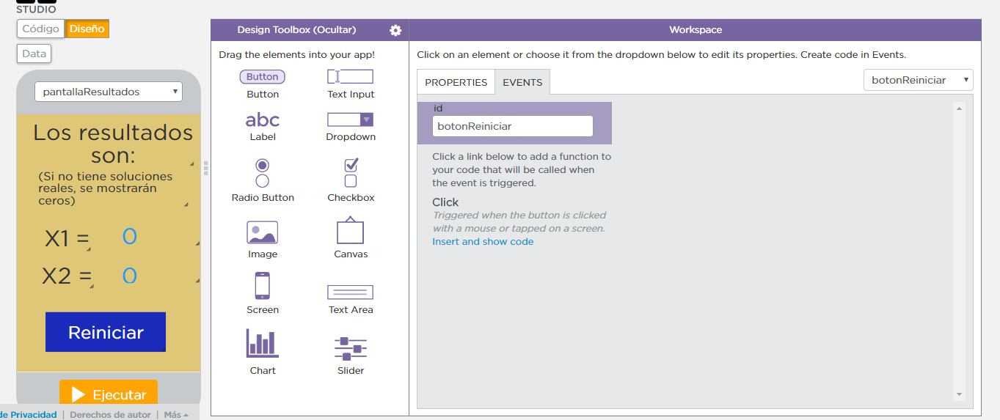 STUDIO
Código Diseño
Data
pantallaResultados
Los resultados
son:
(Si no tiene soluciones
reales, se mostrarán
ceros)
X1 = 0
X2 = 0
Reiniciar
Ejecutar
de Privacidad | Derechos de autor | Más
Design Toolbox (Ocultar)
Drag the elements into your app!
Button
Button Text Input
abc
Label Dropdown
Radio Button Checkbox
Image Canvas
Screen Text Area
Chart Slider
Workspace
Click on an element or choose it from the dropdown below to edit its properties. Create code in Events.
PROPERTIES EVENTS botonReiniciar
id
botonReiniciar
Click a link below to add a function to
your code that will be called when
the event is triggered.
Click
Triggered when the button is clicked
with a mouse or tapped on a screen.
Insert and show code